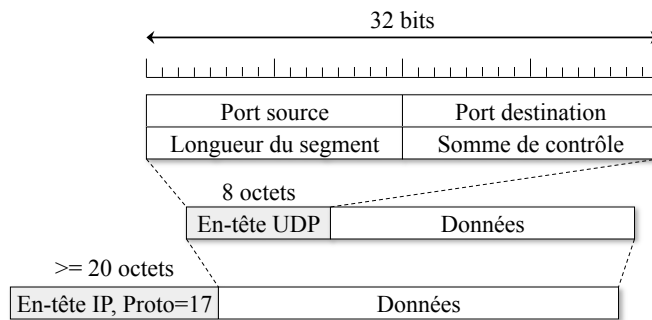 32 bits
Port source Port destination
Longueur du segment Somme de contrôle
8 octets
En-tête UDP Données
>= 20 octets
En-tête IP, Proto=17 Données